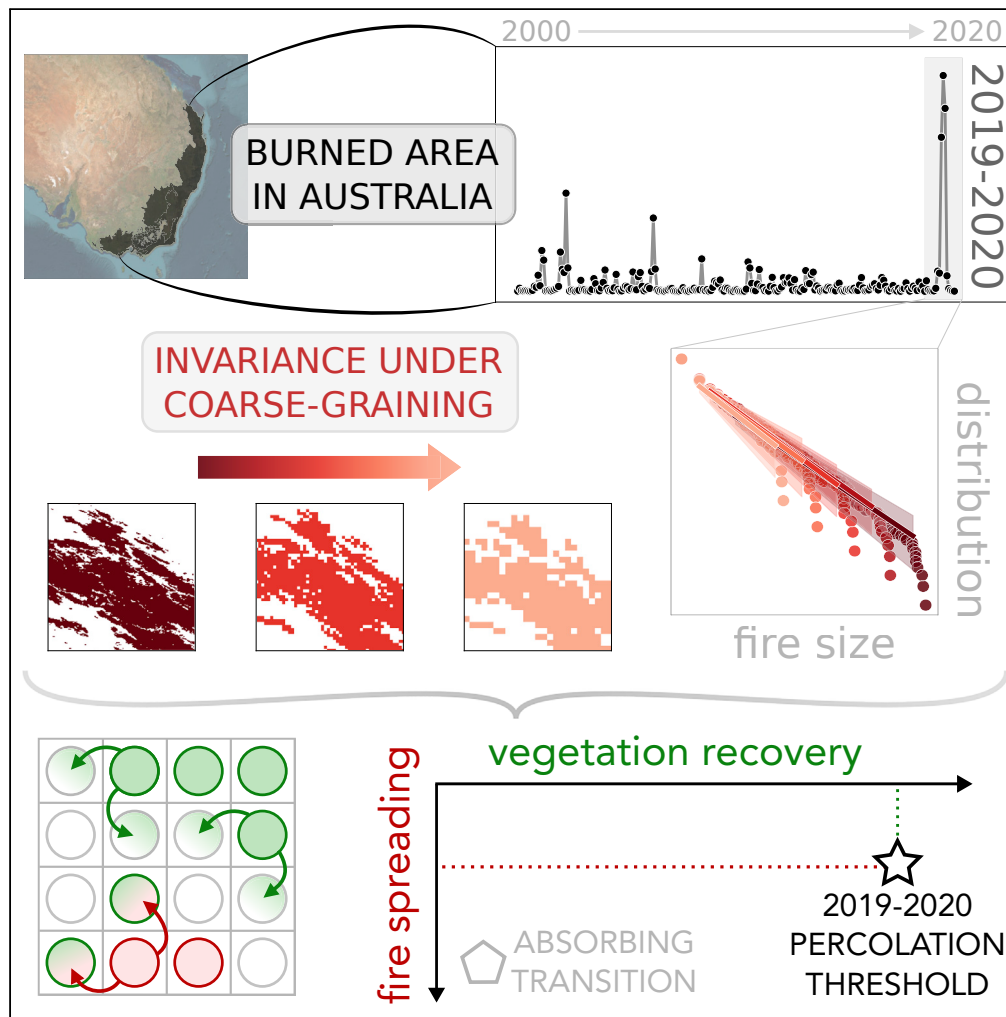 2000
2020
2019-2020
BURNED AREA
IN AUSTRALIA
INVARIANCE UNDER
COARSE-GRAINING
distribution
fire size
vegetation recovery
fire spreading
2019-2020
PERCOLATION
THRESHOLD
ABSORBING
TRANSITION